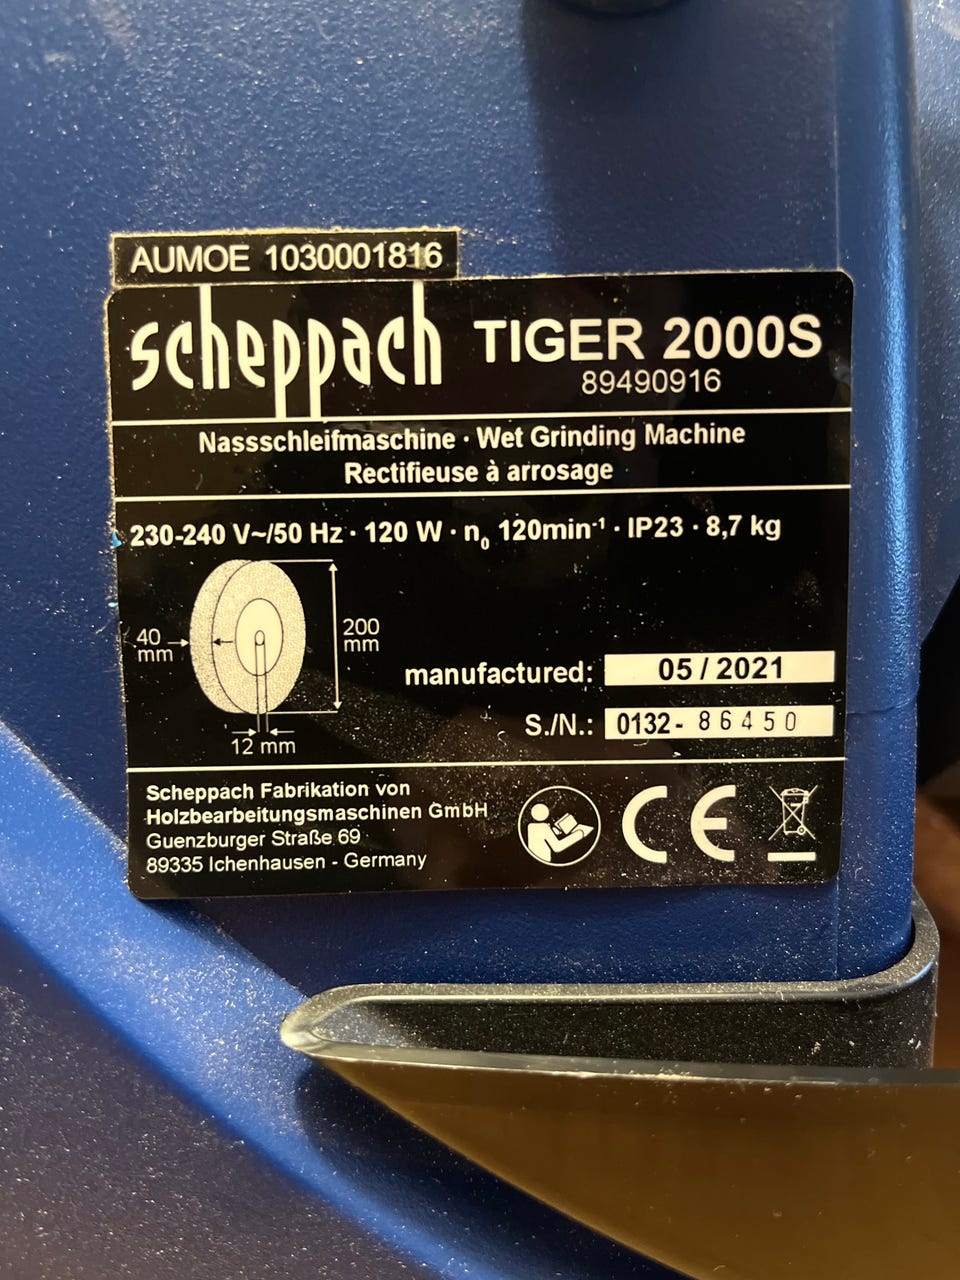 AUMOE 1030001816
scheppach TIGER 2000S
89490916
Nassschleifmaschine · Wet Grinding Machine
Rectifieuse à arrosage
230-240 V~/50 Hz · 120 W · n₀ 120min⁻¹ · IP23 · 8,7 kg
40 mm
200 mm
12 mm
manufactured: 05 / 2021
S./N.: 0132- 86450
Scheppach Fabrikation von
Holzbearbeitungsmaschinen GmbH
Guenzburger Straße 69
89335 Ichenhausen - Germany
CE